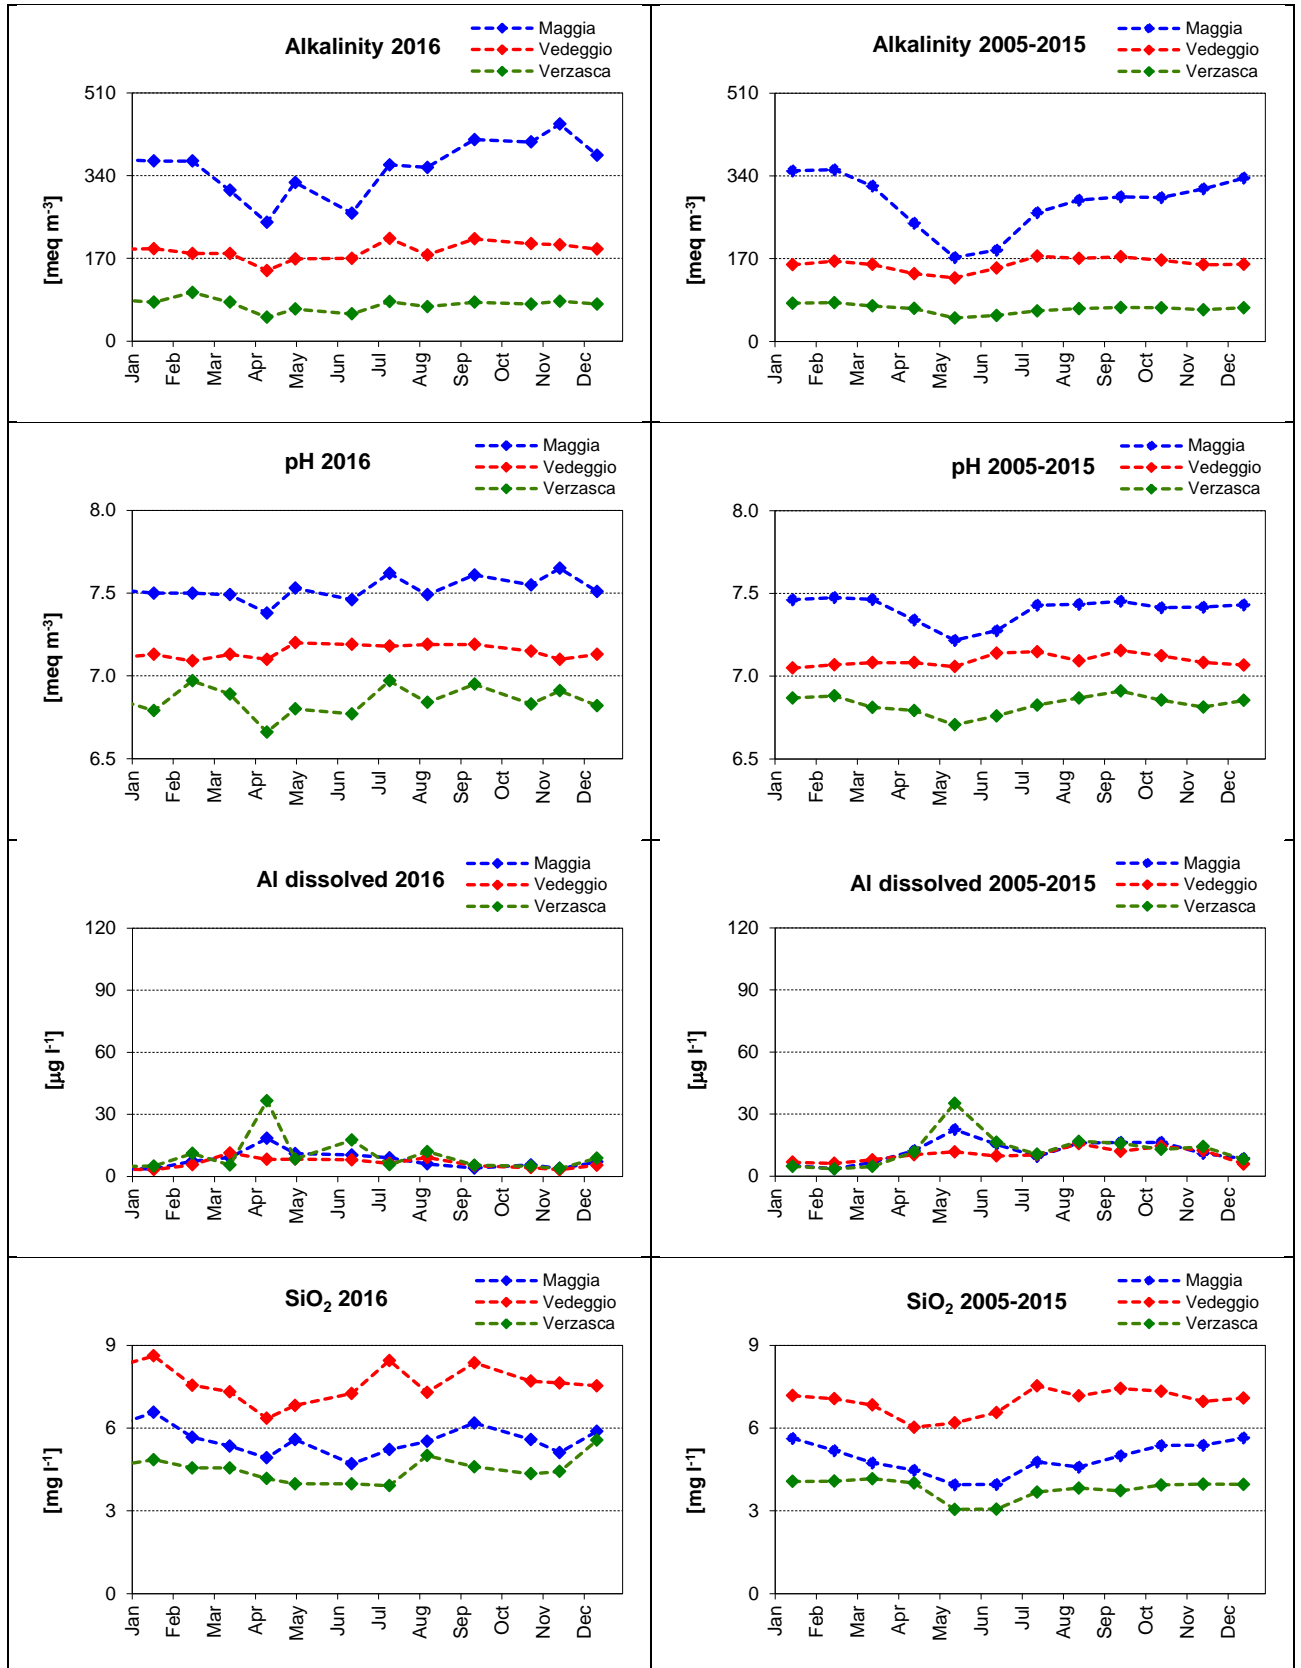 Alkalinity 2016
Maggia
Vedeggio
Verzasca
[meq m-3]
510
340
170
0
Jan Feb Mar Apr May Jun Jul Aug Sep Oct Nov Dec
Alkalinity 2005-2015
Maggia
Vedeggio
Verzasca
[meq m-3]
510
340
170
0
Jan Feb Mar Apr May Jun Jul Aug Sep Oct Nov Dec
pH 2016
Maggia
Vedeggio
Verzasca
[meq m-3]
8.0
7.5
7.0
6.5
Jan Feb Mar Apr May Jun Jul Aug Sep Oct Nov Dec
pH 2005-2015
Maggia
Vedeggio
Verzasca
8.0
7.5
7.0
6.5
Jan Feb Mar Apr May Jun Jul Aug Sep Oct Nov Dec
Al dissolved 2016
Maggia
Vedeggio
Verzasca
[µg l-1]
120
90
60
30
0
Jan Feb Mar Apr May Jun Jul Aug Sep Oct Nov Dec
Al dissolved 2005-2015
Maggia
Vedeggio
Verzasca
[µg l-1]
120
90
60
30
0
Jan Feb Mar Apr May Jun Jul Aug Sep Oct Nov Dec
SiO2 2016
Maggia
Vedeggio
Verzasca
[mg l-1]
9
6
3
0
Jan Feb Mar Apr May Jun Jul Aug Sep Oct Nov Dec
SiO2 2005-2015
Maggia
Vedeggio
Verzasca
[mg l-1]
9
6
3
0
Jan Feb Mar Apr May Jun Jul Aug Sep Oct Nov Dec